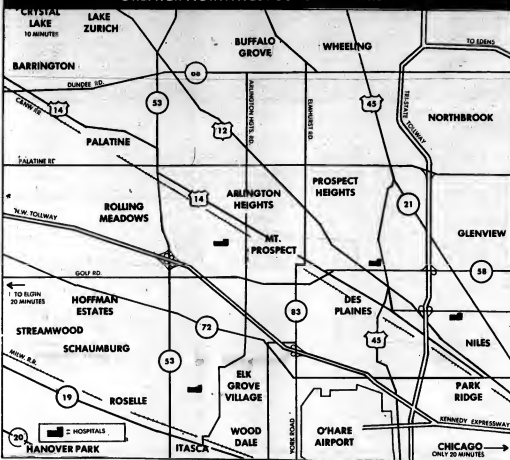 CRYSTAL
LAKE
10 MINUTES
LAKE
ZURICH
BUFFALO
GROVE
WHEELING
TO EDENS
BARRINGTON
68
DUNDEE RD.
C&NW RR
14
53
12
ARLINGTON HGTS. RD.
ELMHURST RD.
45
TRI-STATE
TOLLWAY
NORTHBROOK
PALATINE
PALATINE RD
ROLLING
MEADOWS
14
ARLINGTON
HEIGHTS
PROSPECT
HEIGHTS
21
N.W. TOLLWAY
MT.
PROSPECT
GLENVIEW
GOLF RD.
58
TO ELGIN
20 MINUTES
HOFFMAN
ESTATES
DES
PLAINES
STREAMWOOD
72
83
45
NILES
SCHAUMBURG
MILW. R.R.
53
ELK
GROVE
VILLAGE
PARK
RIDGE
19
ROSELLE
KENNEDY EXPRESSWAY
= HOSPITALS
20
HANOVER PARK
ITASCA
WOOD
DALE
YORK ROAD
O'HARE
AIRPORT
CHICAGO
ONLY 20 MINUTES